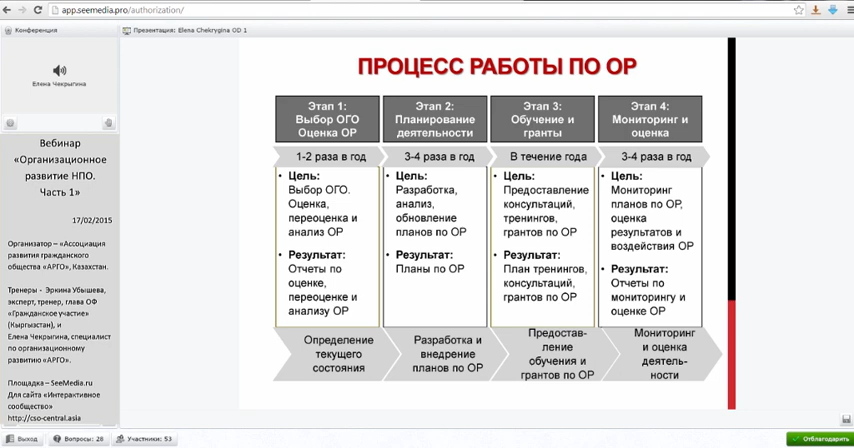 app.seemedia.pro/authorization/
Конференция
Презентация: Elena Chekrygina OD 1
Елена Чекрыгина
Вебинар
«Организационное
развитие НПО.
Часть 1»
17/02/2015
Организатор – «Ассоциация
развития гражданского
общества «АРГО», Казахстан.
Тренеры - Эркина Убышева,
эксперт, тренер, глава ОФ
«Гражданское участие»
(Кыргызстан), и
Елена Чекрыгина, специалист
по организационному
развитию «АРГО».
Площадка – SeeMedia.ru
Для сайта «Интерактивное
сообщество»
http://cso-central.asia
ПРОЦЕСС РАБОТЫ ПО ОР
Этап 1:
Выбор ОГО
Оценка ОР
1-2 раза в год
• Цель:
Выбор ОГО.
Оценка,
переоценка и
анализ ОР
• Результат:
Отчеты по
оценке,
переоценке и
анализу ОР
Определение
текущего
состояния
Этап 2:
Планирование
деятельности
3-4 раза в год
• Цель:
Разработка,
анализ,
обновление
планов по ОР
• Результат:
Планы по ОР
Разработка и
внедрение
планов по ОР
Этап 3:
Обучение и
гранты
В течение года
• Цель:
Предоставление
консультаций,
тренингов,
грантов по ОР
• Результат:
План тренингов,
консультаций,
грантов по ОР
Предостав-
ление
обучения и
грантов по ОР
Этап 4:
Мониторинг и
оценка
3-4 раза в год
• Цель:
Мониторинг
планов по ОР,
оценка
результатов и
воздействия ОР
• Результат:
Отчеты по
мониторингу и
оценке ОР
Мониторинг
и оценка
деятель-
ности
Выход
Вопросы: 28
Участники: 53
Отблагодарить